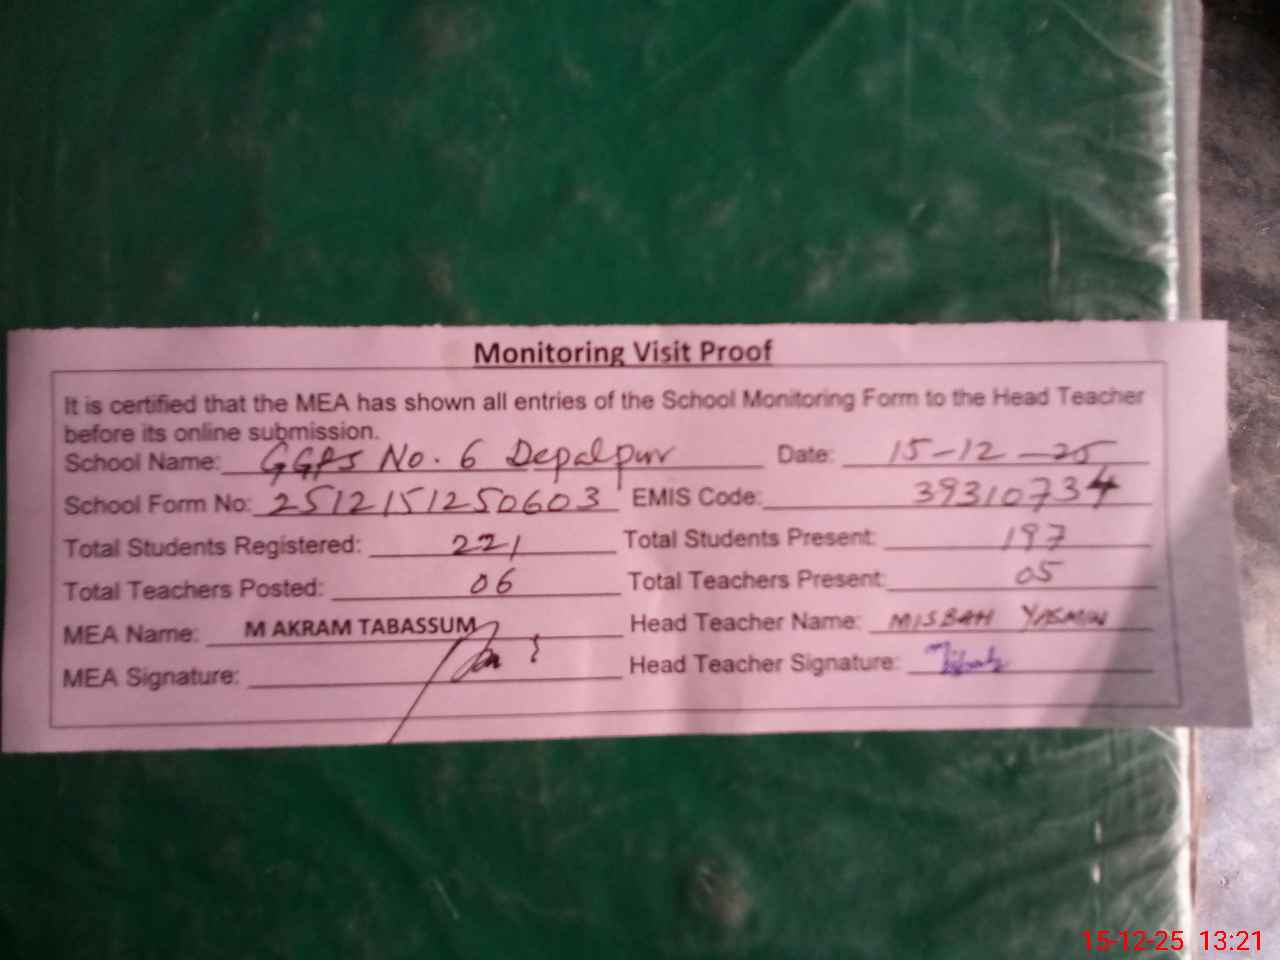 Monitoring Visit Proof
It is certified that the MEA has shown all entries of the School Monitoring Form to the Head Teacher
before its online submission.
School Name: GGPS No. 6 Depalpur Date: 15-12-25
School Form No: 2512151250603 EMIS Code: 39310734
Total Students Registered: 221 Total Students Present: 197
Total Teachers Posted: 06 Total Teachers Present: 05
MEA Name: M AKRAM TABASSUM Head Teacher Name: MISBAH YASMIN
MEA Signature: Head Teacher Signature: Misbah
15-12-25 13:21